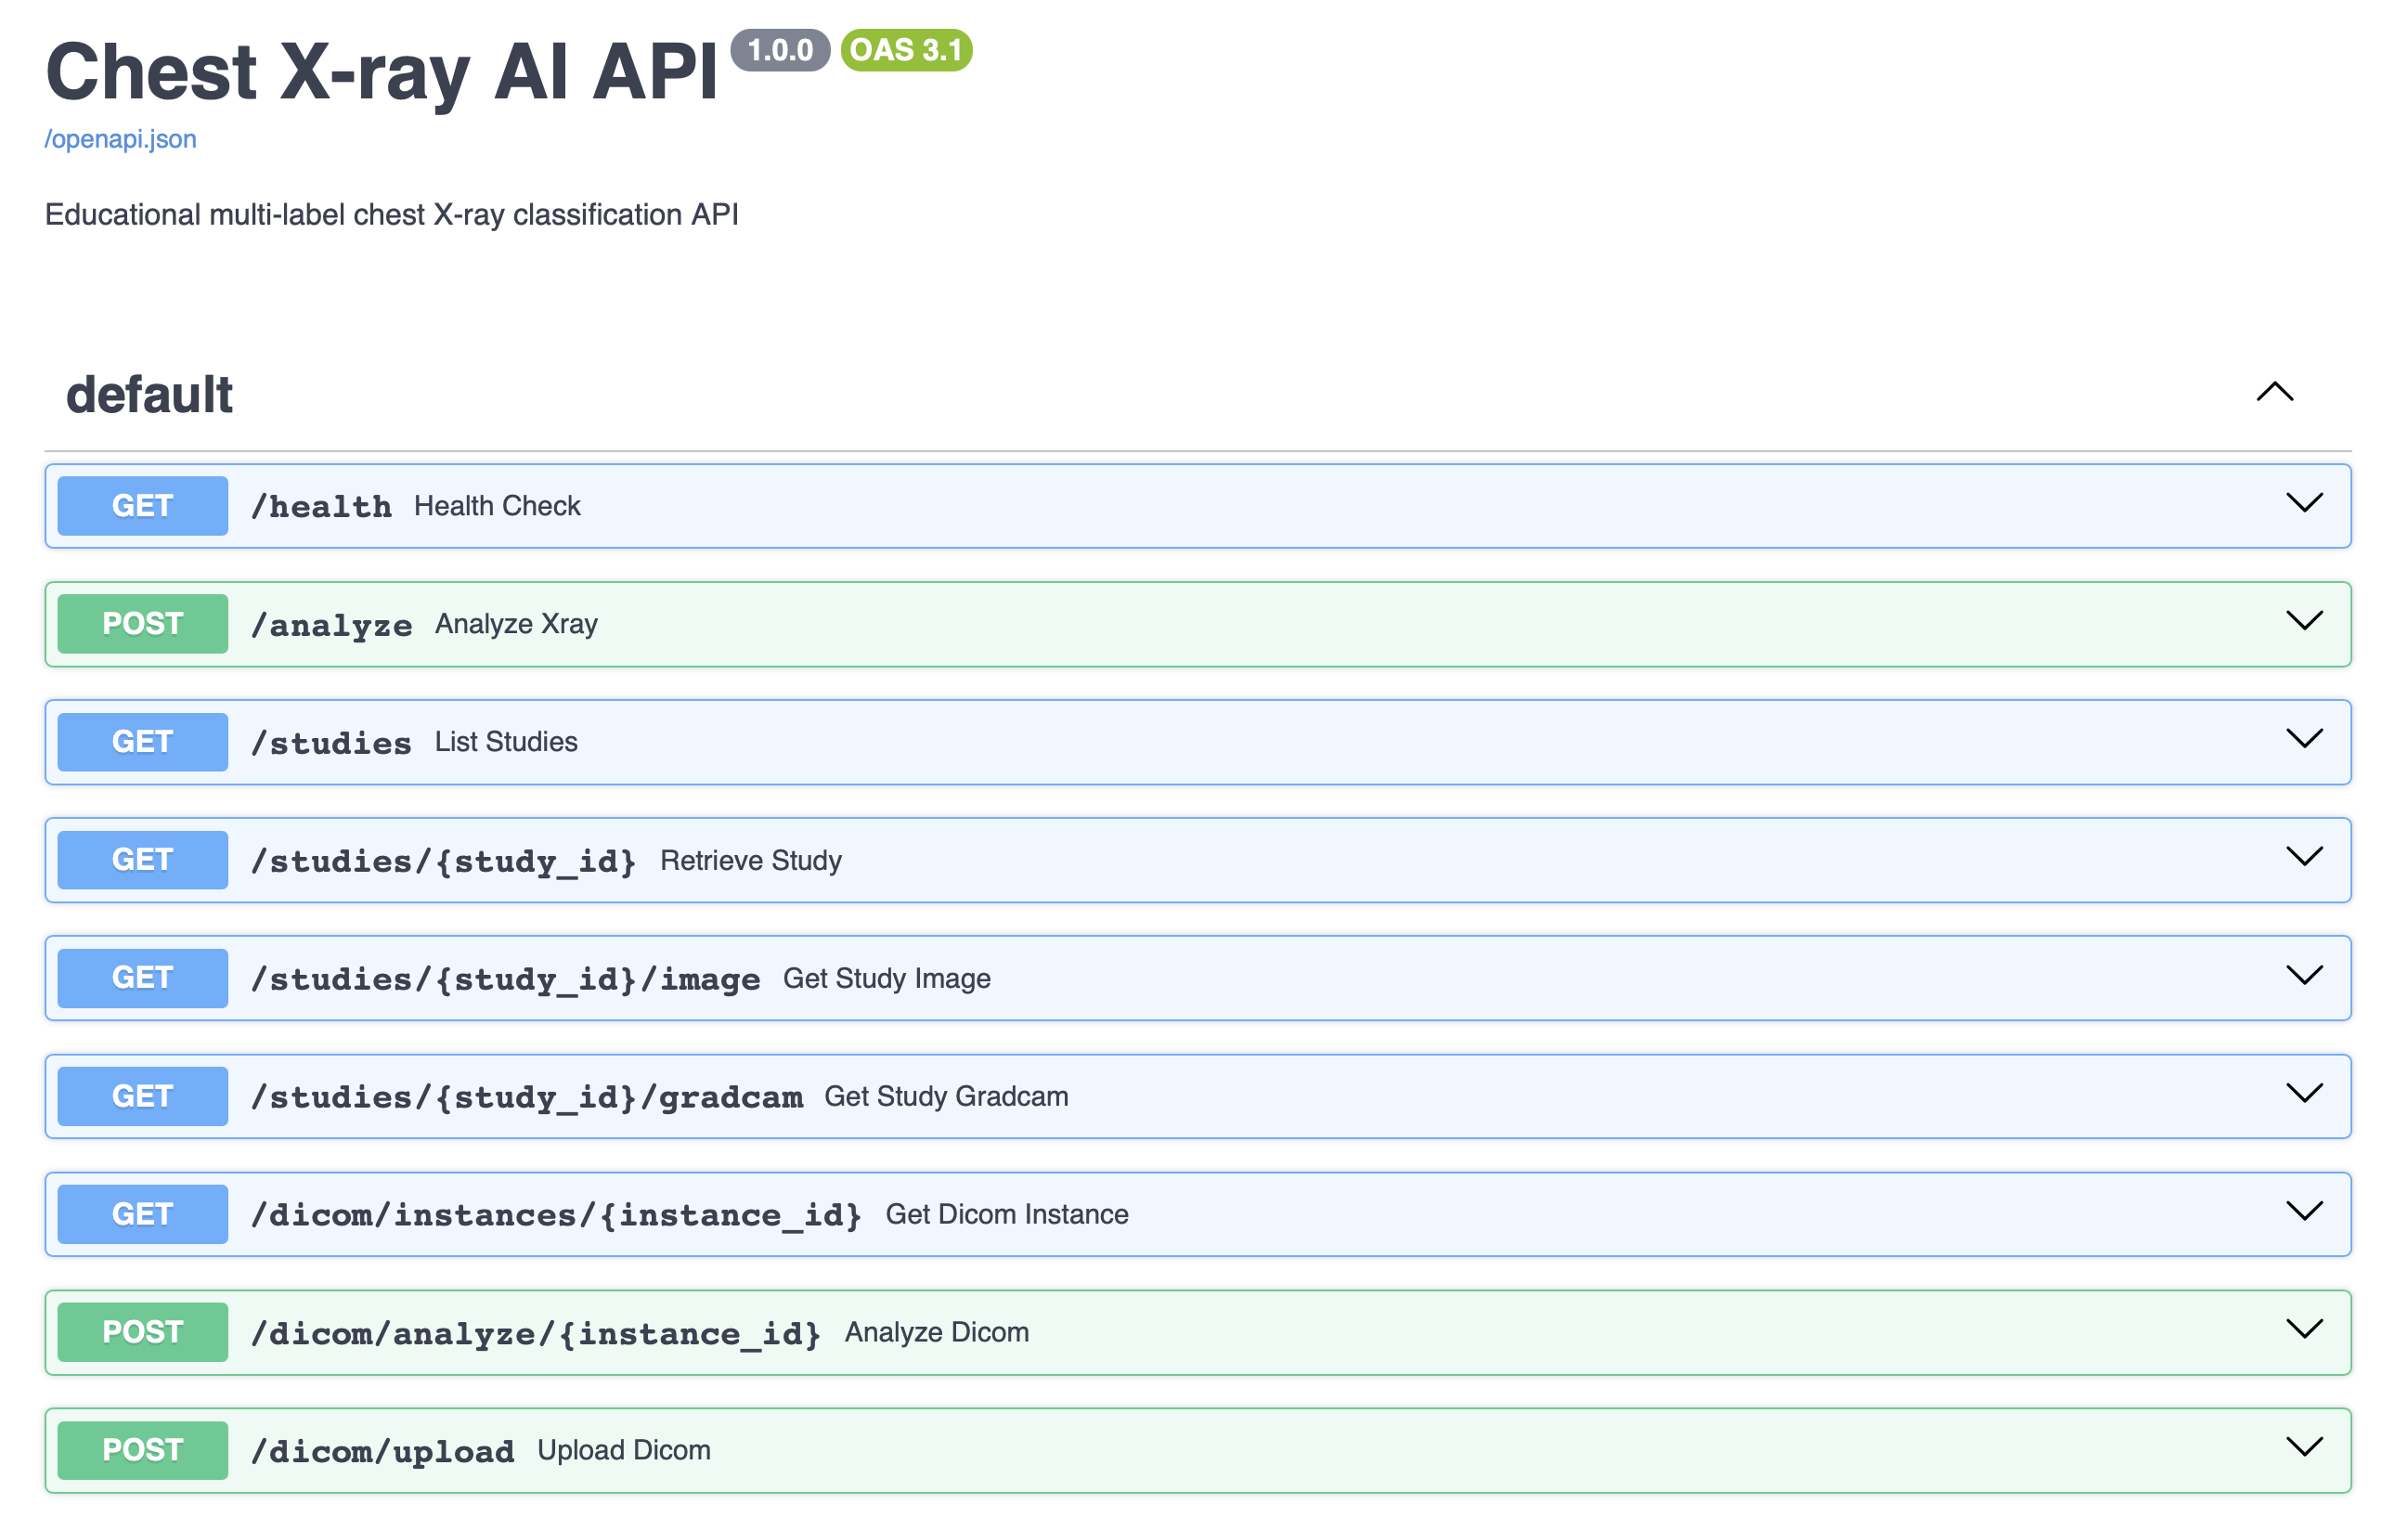 Chest X-ray AI API 1.0.0 OAS 3.1
/openapi.json
Educational multi-label chest X-ray classification API
default
GET /health Health Check
POST /analyze Analyze Xray
GET /studies List Studies
GET /studies/{study_id} Retrieve Study
GET /studies/{study_id}/image Get Study Image
GET /studies/{study_id}/gradcam Get Study Gradcam
GET /dicom/instances/{instance_id} Get Dicom Instance
POST /dicom/analyze/{instance_id} Analyze Dicom
POST /dicom/upload Upload Dicom